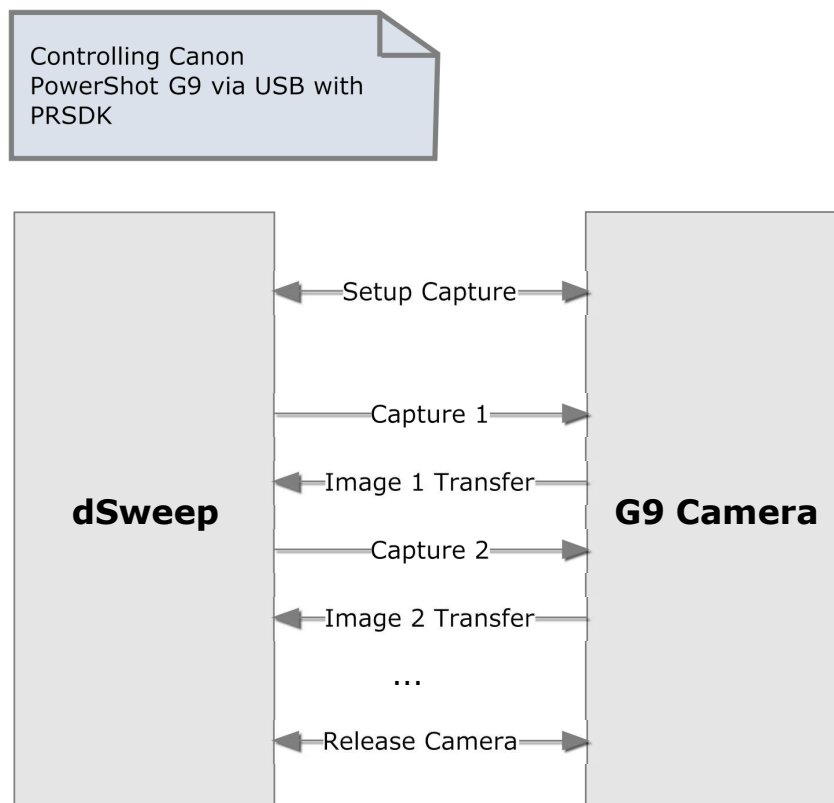 Controlling Canon
PowerShot G9 via USB with
PRSDK
Setup Capture
Capture 1
Image 1 Transfer
dSweep
G9 Camera
Capture 2
Image 2 Transfer
...
Release Camera